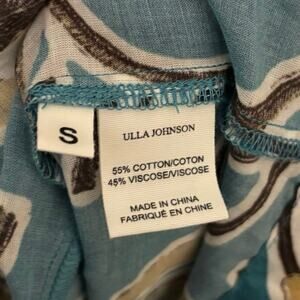 S
ULLA JOHNSON
55% COTTON/COTON
45% VISCOSE/VISCOSE
MADE IN CHINA
FABRIQUÉ EN CHINE